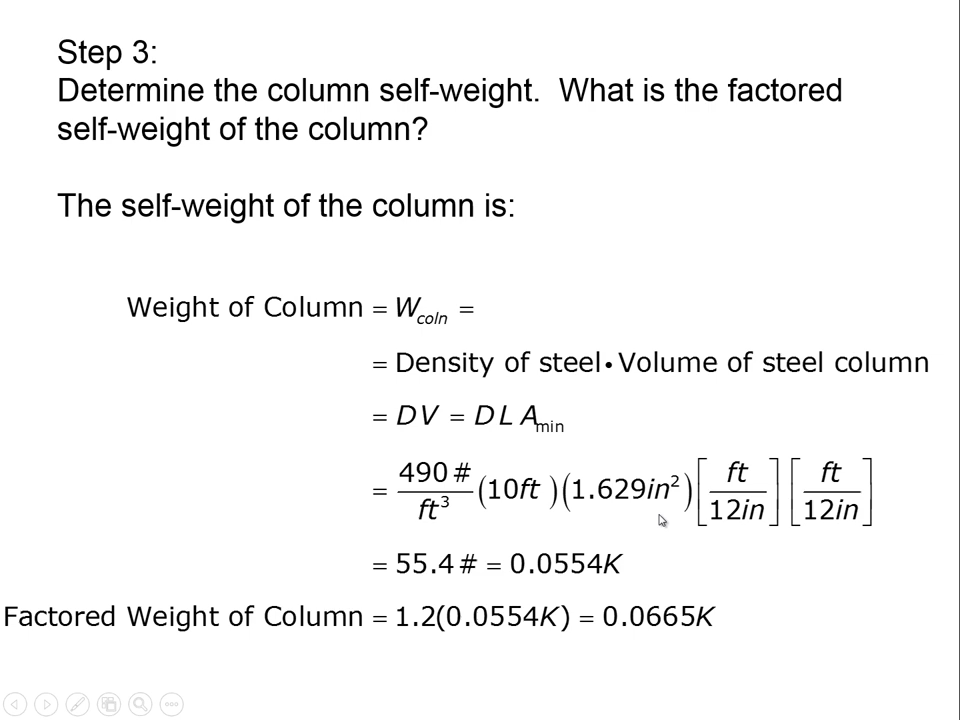 Step 3:
Determine the column self-weight.  What is the factored
self-weight of the column?
The self-weight of the column is:
Weight of Column = W_coln =
= Density of steel • Volume of steel column
= D V = D L A_min
= 490 # / ft³ (10ft )(1.629in²) [ft / 12in] [ft / 12in]
= 55.4 # = 0.0554K
Factored Weight of Column = 1.2(0.0554K) = 0.0665K